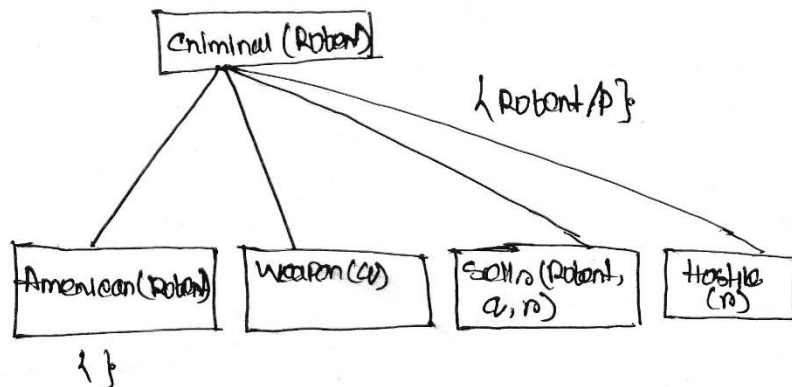 Criminal (Robert)
{Robert/p}
American (Robert)
Weapon (q)
Sells (Robert,
q, r)
Hostile
(r)
{ }